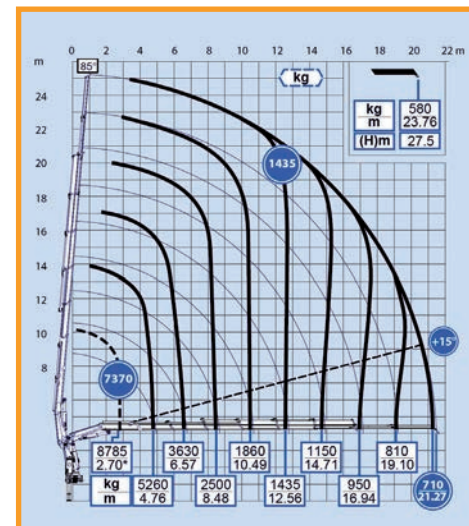 0 2 4 6 8 10 12 14 16 18 20 22 m
m
85°
kg
24
22
20
18
16
14
12
10
8
kg 580
m 23.76
(H)m 27.5
1435
+15°
7370
8785 3630 1860 1150 810
2.70* 6.57 10.49 14.71 19.10
kg 5260 2500 1435 950 710
m 4.76 8.48 12.56 16.94 21.27